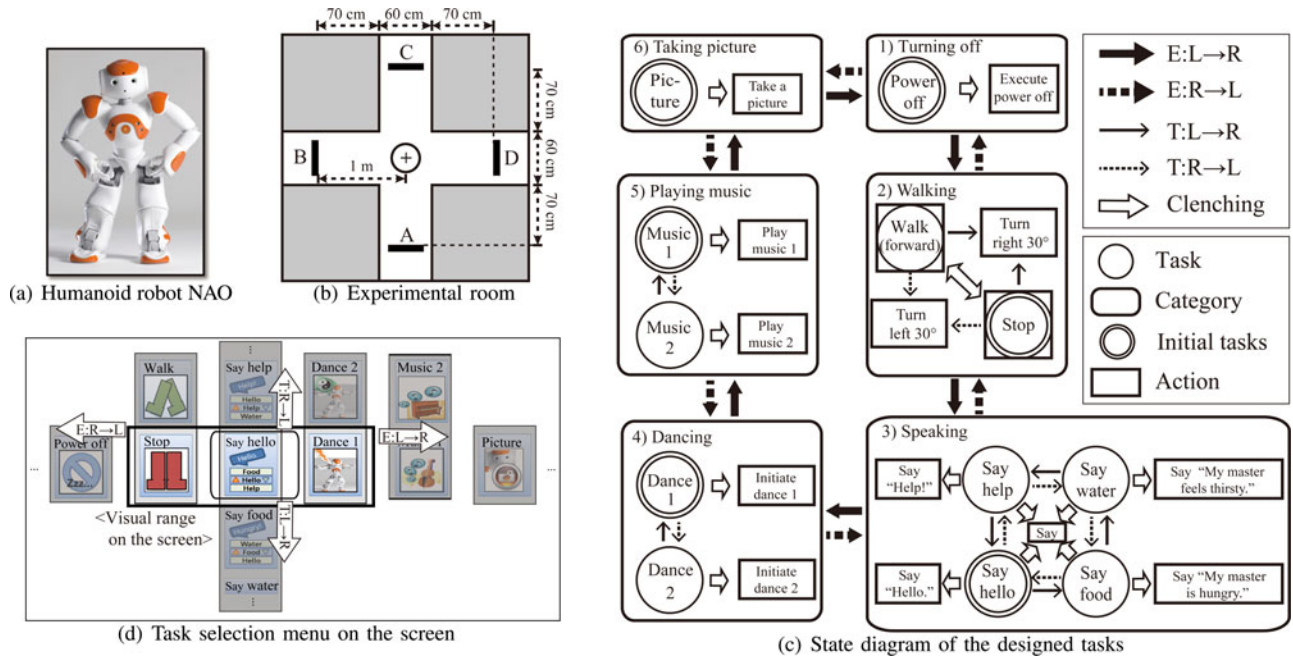 70 cm 60 cm 70 cm
C
B
D
A
1 m
70 cm
60 cm
70 cm
(a) Humanoid robot NAO
(b) Experimental room
Walk
Say help
Help!
Hello
Help
Water
Dance 2
Music 2
T:R→L
E:R→L
E:L→R
Power off
Zzz...
Stop
Say hello
Hello.
Food
Hello
Help
Dance 1
Picture
...
...
<Visual range
on the screen>
T:L→R
Say food
Water
Food
Hello
Say water
(d) Task selection menu on the screen
6) Taking picture
Pic-
ture
Take a
picture
1) Turning off
Power
off
Execute
power off
5) Playing music
Music
1
Play
music 1
Music
2
Play
music 2
2) Walking
Walk
(forward)
Turn
right 30°
Turn
left 30°
Stop
4) Dancing
Dance
1
Initiate
dance 1
Dance
2
Initiate
dance 2
3) Speaking
Say
"Help!"
Say
help
Say
water
Say "My master
feels thirsty."
Say
Say
"Hello."
Say
hello
Say
food
Say "My master
is hungry."
E:L→R
E:R→L
T:L→R
T:R→L
Clenching
Task
Category
Initial tasks
Action
(c) State diagram of the designed tasks